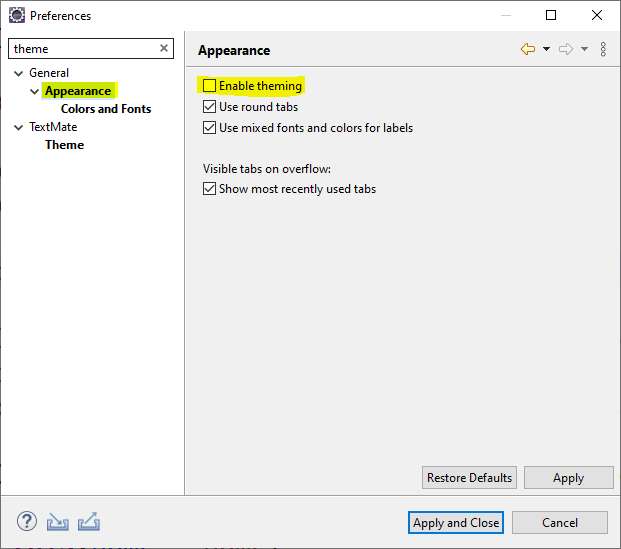 Preferences
theme
Appearance
General
Appearance
Colors and Fonts
TextMate
Theme
Enable theming
Use round tabs
Use mixed fonts and colors for labels
Visible tabs on overflow:
Show most recently used tabs
Restore Defaults
Apply
?
Apply and Close
Cancel